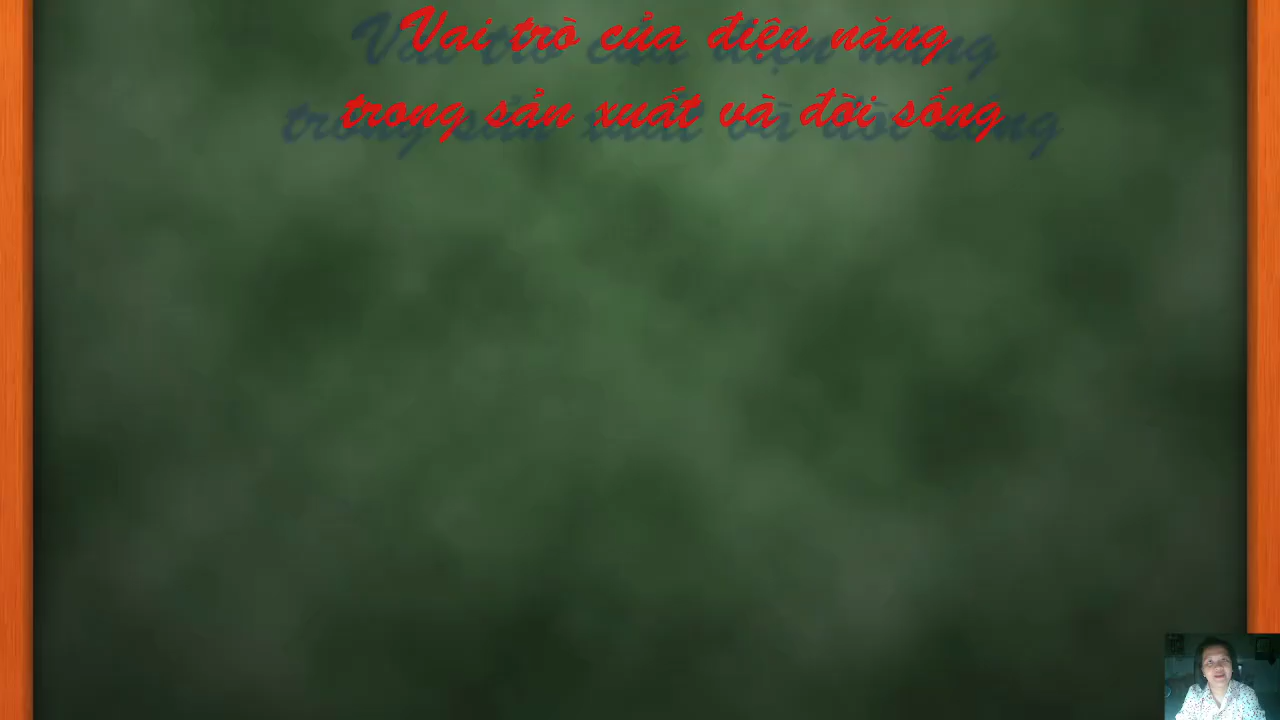 Vai trò của điện năng
trong sản xuất và đời sống